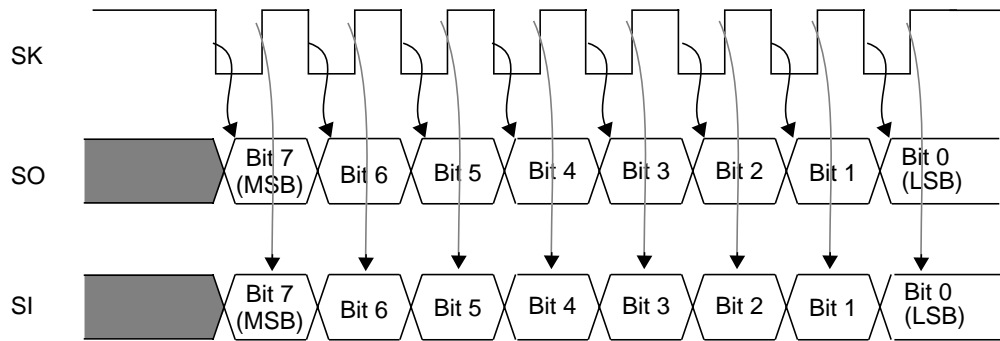 SK
SO
Bit 7
(MSB)
Bit 6
Bit 5
Bit 4
Bit 3
Bit 2
Bit 1
Bit 0
(LSB)
SI
Bit 7
(MSB)
Bit 6
Bit 5
Bit 4
Bit 3
Bit 2
Bit 1
Bit 0
(LSB)